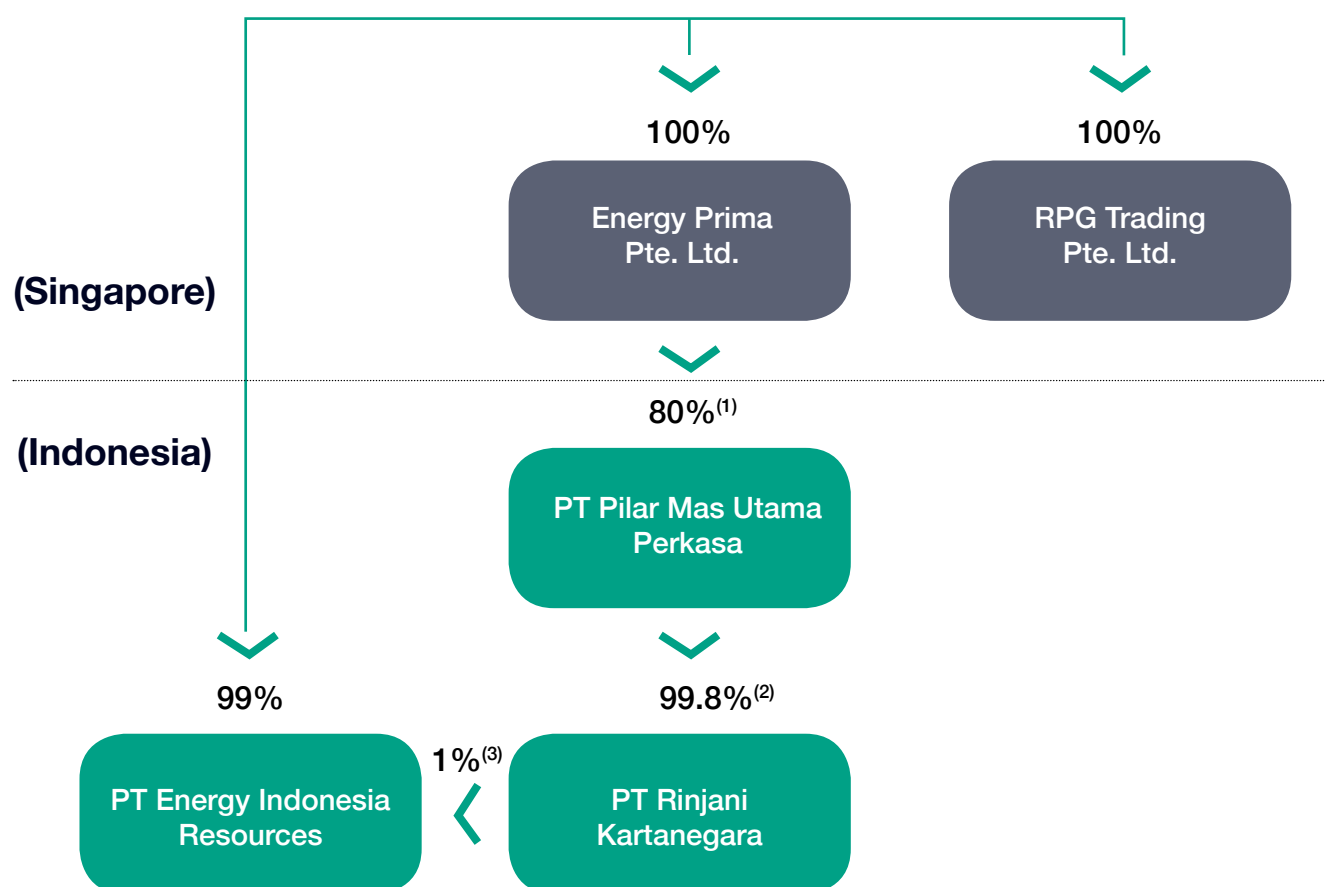 100%
100%
Energy Prima
Pte. Ltd.
RPG Trading
Pte. Ltd.
(Singapore)
80%(1)
(Indonesia)
PT Pilar Mas Utama
Perkasa
99%
99.8%(2)
1%(3)
PT Energy Indonesia
Resources
PT Rinjani
Kartanegara